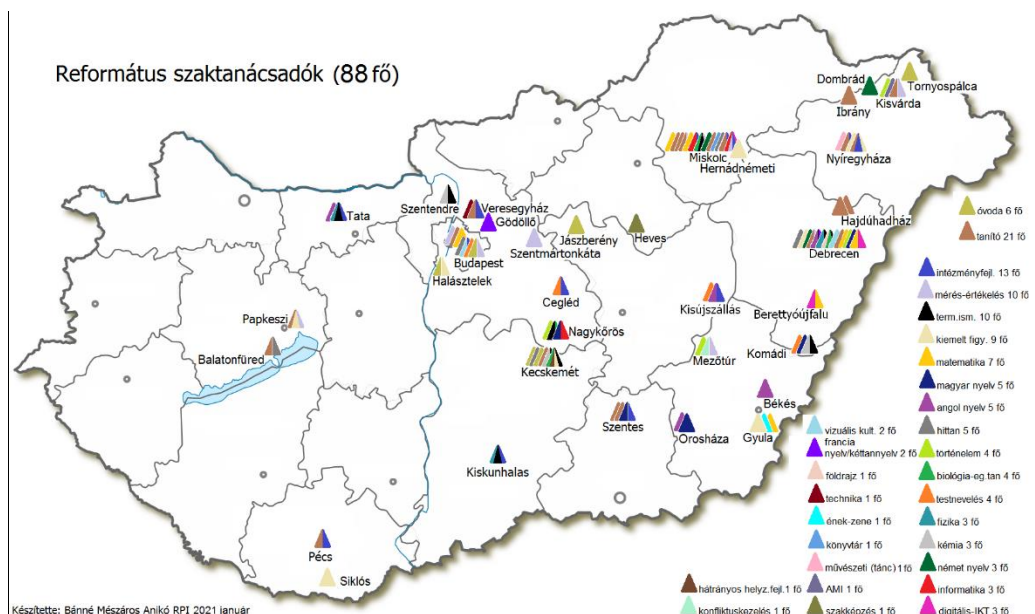 Református szaktanácsadók (88 fő)
Dombrád
Tornyospálca
Kisvárda
Ibrány
Miskolc
Hernádnémeti
Nyíregyháza
Hajdúhadház
Debrecen
Tata
Szentendre
Veresegyház
Gödöllő
Budapest
Szentmártonkáta
Jászberény
Heves
Halásztelek
Cegléd
Kisújszállás
Berettyóújfalu
Papkeszi
Nagykőrös
Balatonfüred
Kecskemét
Mezőtúr
Komádi
Békés
Szentes
Orosháza
Gyula
Kiskunhalas
Pécs
Siklós
óvoda 6 fő
tanító 21 fő
intézményfejl. 13 fő
mérés-értékelés 10 fő
term.ism. 10 fő
kiemelt figy. 9 fő
matematika 7 fő
magyar nyelv 5 fő
angol nyelv 5 fő
hittan 5 fő
történelem 4 fő
biológia-eg.tan 4 fő
testnevelés 4 fő
fizika 3 fő
kémia 3 fő
német nyelv 3 fő
informatika 3 fő
digitális-IKT 3 fő
vizuális kult. 2 fő
francia
nyelv/kéttannyelv 2 fő
földrajz 1 fő
technika 1 fő
ének-zene 1 fő
könyvtár 1 fő
művészeti (tánc) 1 fő
AMI 1 fő
szakképzés 1 fő
hátrányos helyz.fejl. 1 fő
konfliktuskezelés 1 fő
Készítette: Bánné Mészáros Anikó RPI 2021 január